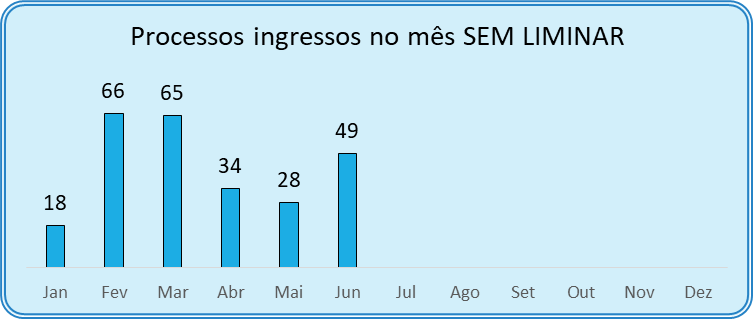 Processos ingressos no mês SEM LIMINAR
18 66 65 34 28 49
Jan Fev Mar Abr Mai Jun Jul Ago Set Out Nov Dez